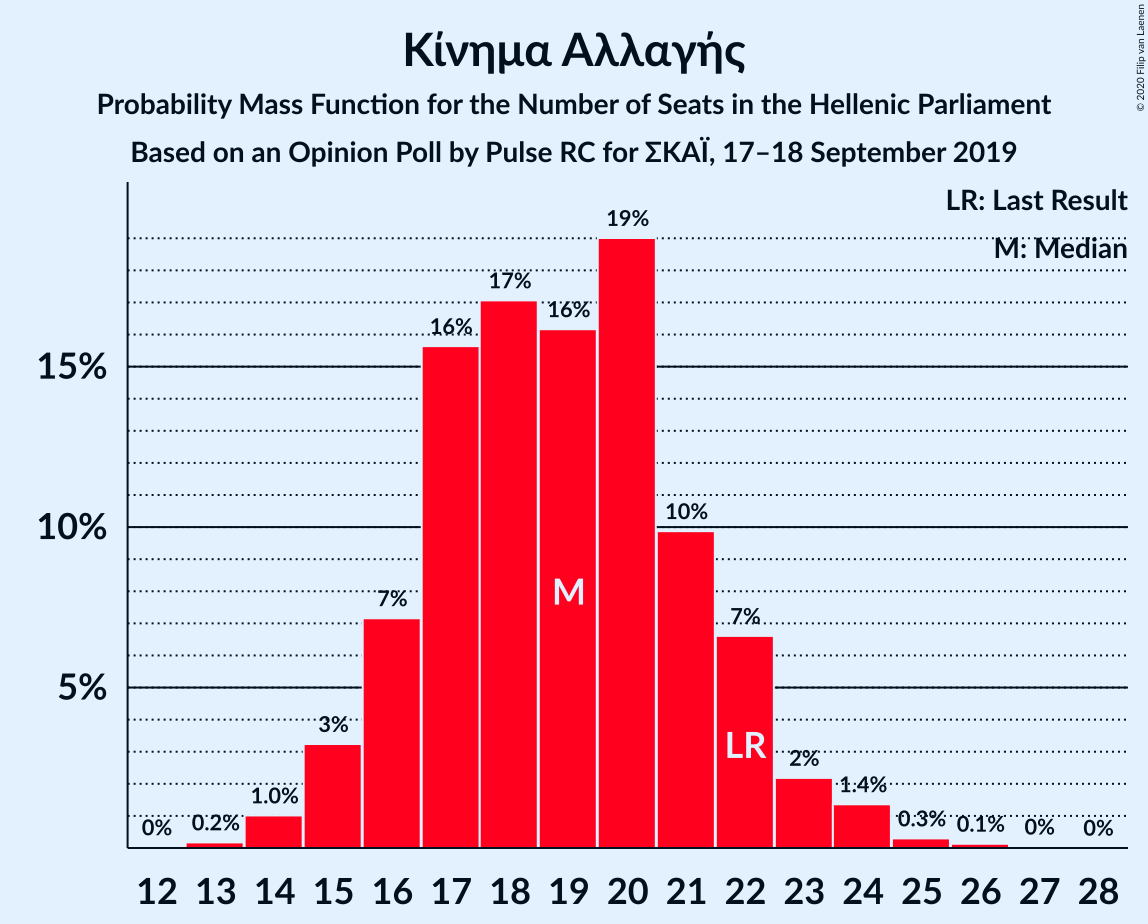 Κίνημα Αλλαγής
Probability Mass Function for the Number of Seats in the Hellenic Parliament
Based on an Opinion Poll by Pulse RC for ΣΚΑΪ, 17–18 September 2019
© 2020 Filip van Laenen
LR: Last Result
M: Median
15%
10%
5%
0%
0.2%
1.0%
3%
7%
16%
17%
16%
19%
10%
7%
2%
1.4%
0.3%
0.1%
0%
0%
M
LR
12 13 14 15 16 17 18 19 20 21 22 23 24 25 26 27 28